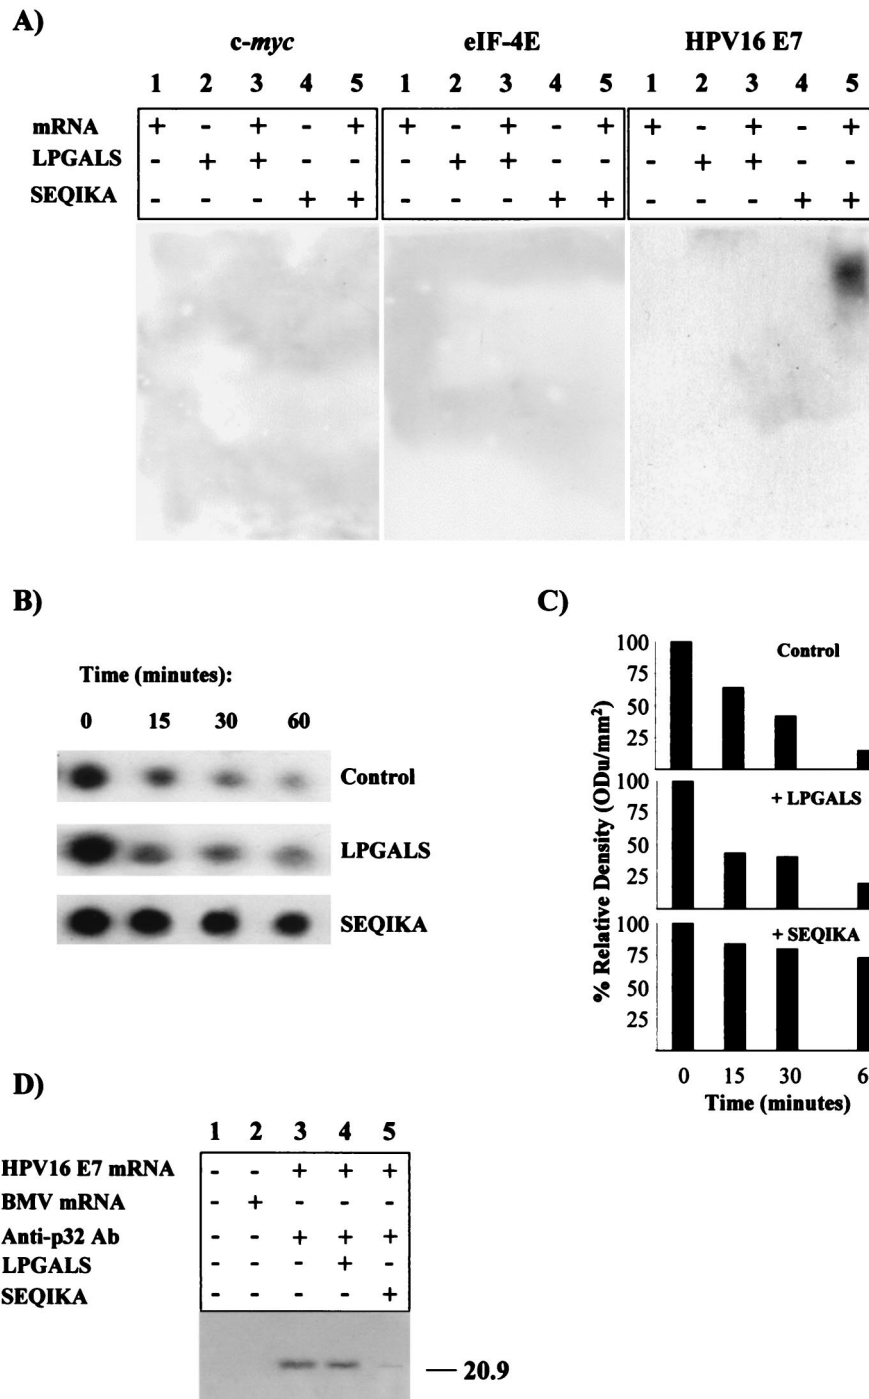 A)
c-myc eIF-4E HPV16 E7
1 2 3 4 5 1 2 3 4 5 1 2 3 4 5
mRNA + - + - + + - + - + + - + - +
LPGALS - + + - - - + + - - - + + - -
SEQIKA - - - + + - - - + + - - - + +
B)
Time (minutes):
0 15 30 60
Control
LPGALS
SEQIKA
C)
% Relative Density (ODu/mm²)
100
75
50
25
Control
100
75
50
25
+ LPGALS
100
75
50
25
+ SEQIKA
0 15 30 6
Time (minutes)
D)
1 2 3 4 5
HPV16 E7 mRNA - - + + +
BMV mRNA - + - - -
Anti-p32 Ab - - + + +
LPGALS - - - + -
SEQIKA - - - - +
— 20.9